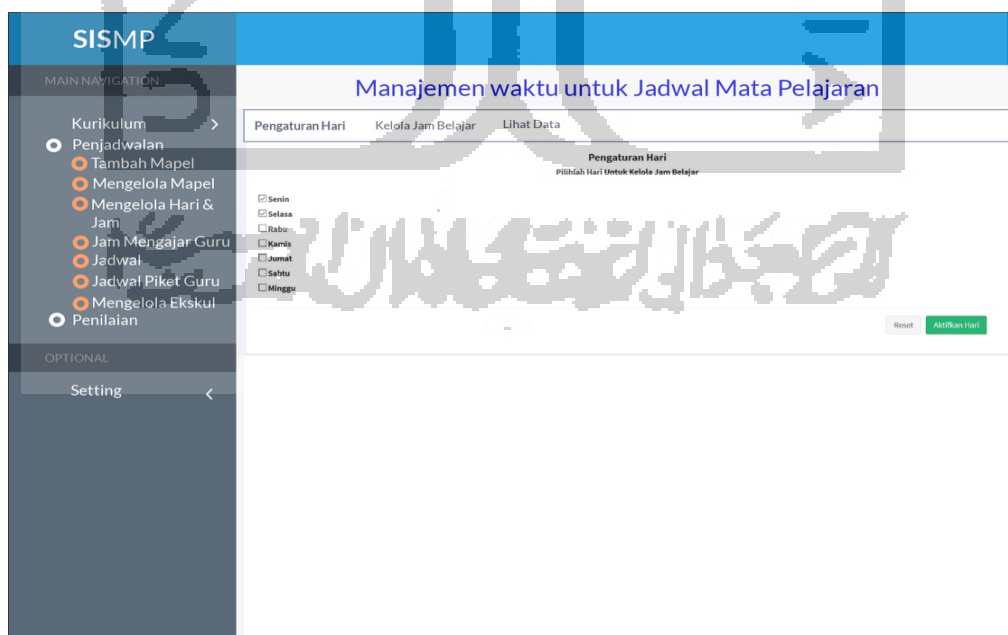 SISMP
MAIN NAVIGATION
Kurikulum
Penjadwalan
Tambah Mapel
Mengelola Mapel
Mengelola Hari &
Jam
Jam Mengajar Guru
Jadwal
Jadwal Piket Guru
Mengelola Ekskul
Penilaian
OPTIONAL
Setting
Manajemen waktu untuk Jadwal Mata Pelajaran
Pengaturan Hari Kelola Jam Belajar Lihat Data
Pengaturan Hari
Pilihlah Hari Untuk Kelola Jam Belajar
Senin
Selasa
Rabu
Kamis
Jumat
Sabtu
Minggu
Reset Aktifkan Hari